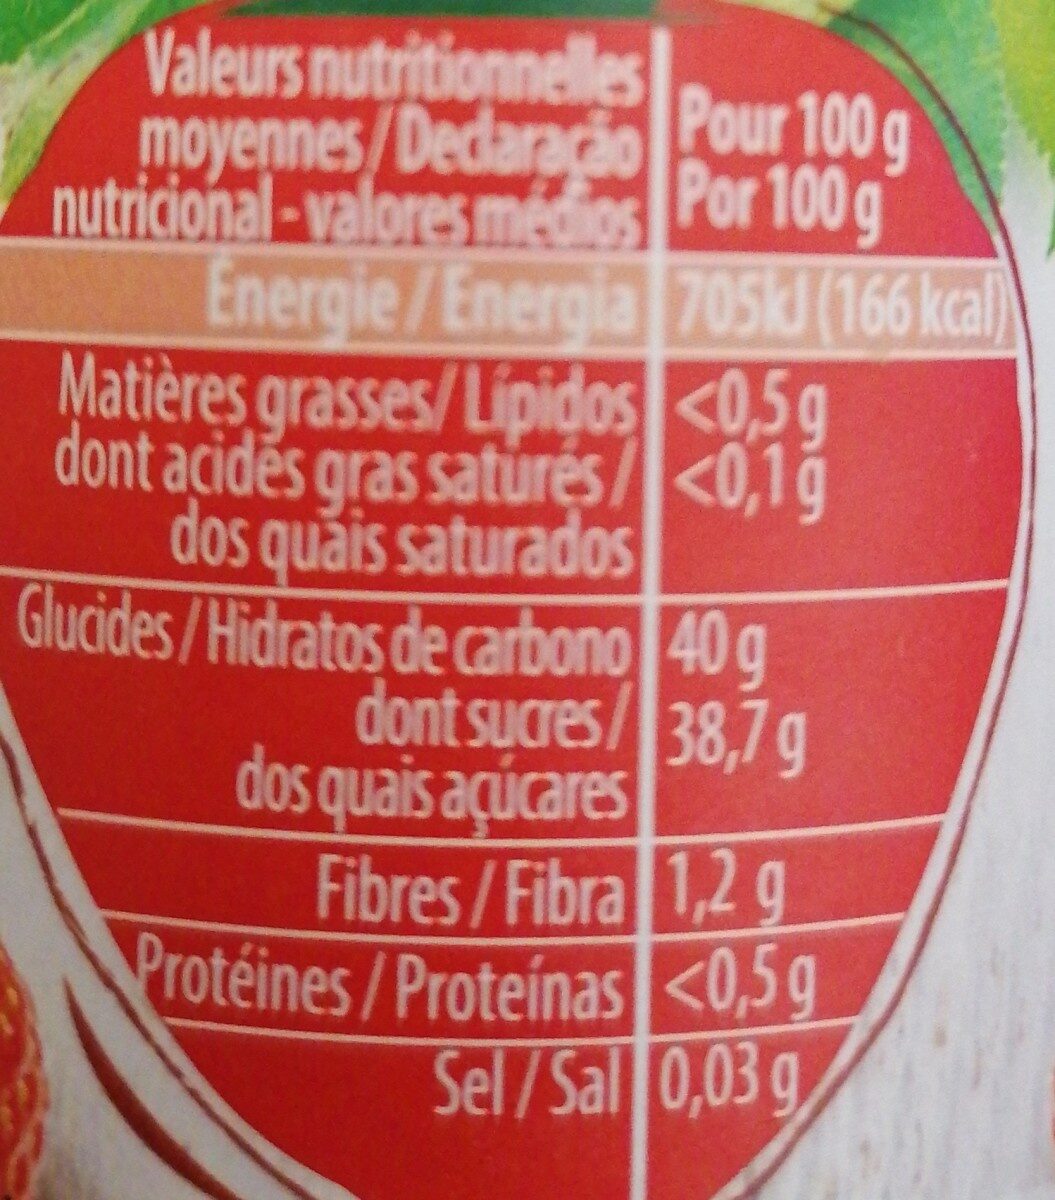 Valeurs nutritionnelles
moyennes / Declaração
nutricional - valores médios
Pour 100 g
Por 100 g
Énergie / Energia 705kJ (166 kcal)
Matières grasses / Lípidos <0,5 g
dont acides gras saturés / <0,1 g
dos quais saturados
Glucides / Hidratos de carbono 40 g
dont sucres / 38,7 g
dos quais açúcares
Fibres / Fibra 1,2 g
Protéines / Proteínas <0,5 g
Sel / Sal 0,03 g